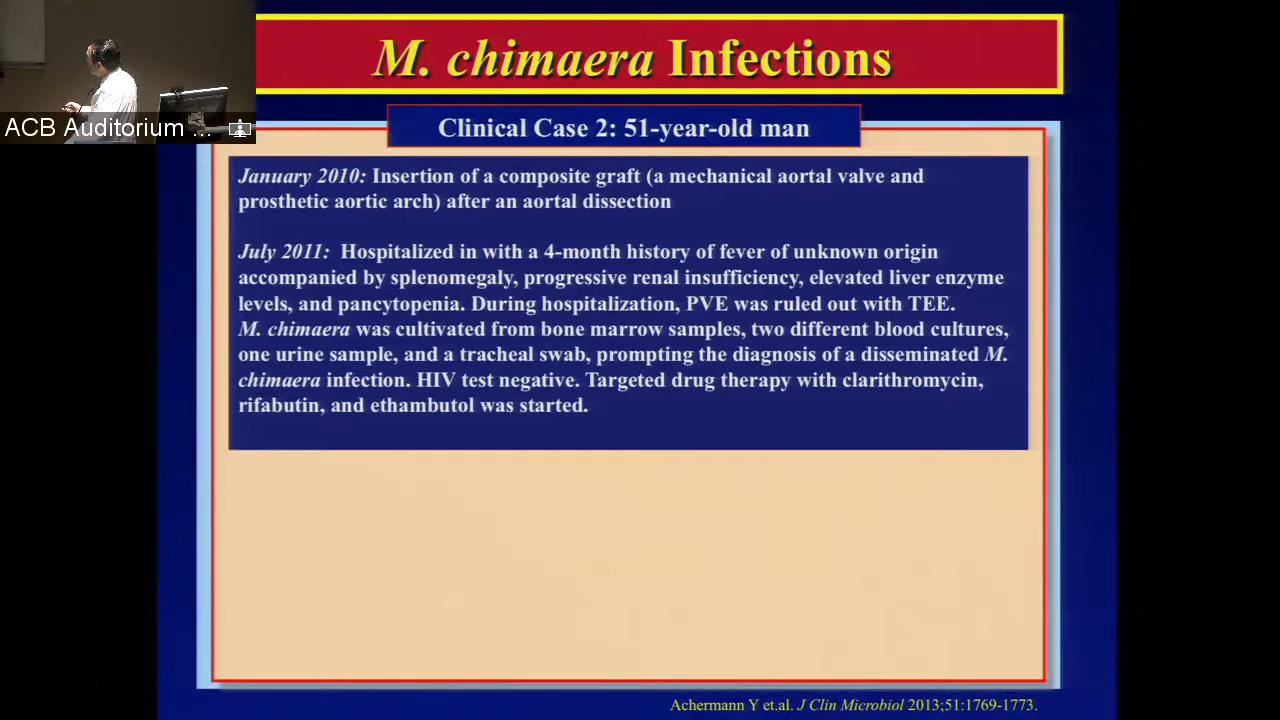 M. chimaera Infections
ACB Auditorium ...
Clinical Case 2: 51-year-old man
January 2010: Insertion of a composite graft (a mechanical aortal valve and
prosthetic aortic arch) after an aortal dissection
July 2011: Hospitalized in with a 4-month history of fever of unknown origin
accompanied by splenomegaly, progressive renal insufficiency, elevated liver enzyme
levels, and pancytopenia. During hospitalization, PVE was ruled out with TEE.
M. chimaera was cultivated from bone marrow samples, two different blood cultures,
one urine sample, and a tracheal swab, prompting the diagnosis of a disseminated M.
chimaera infection. HIV test negative. Targeted drug therapy with clarithromycin,
rifabutin, and ethambutol was started.
Achermann Y et.al. J Clin Microbiol 2013;51:1769-1773.